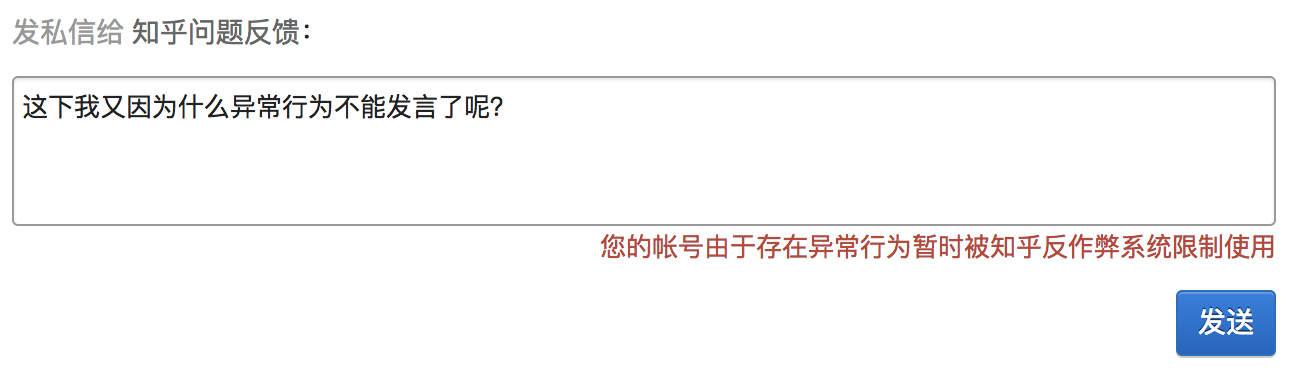 发私信给 知乎问题反馈：
这下我又因为什么异常行为不能发言了呢?
您的帐号由于存在异常行为暂时被知乎反作弊系统限制使用
发送